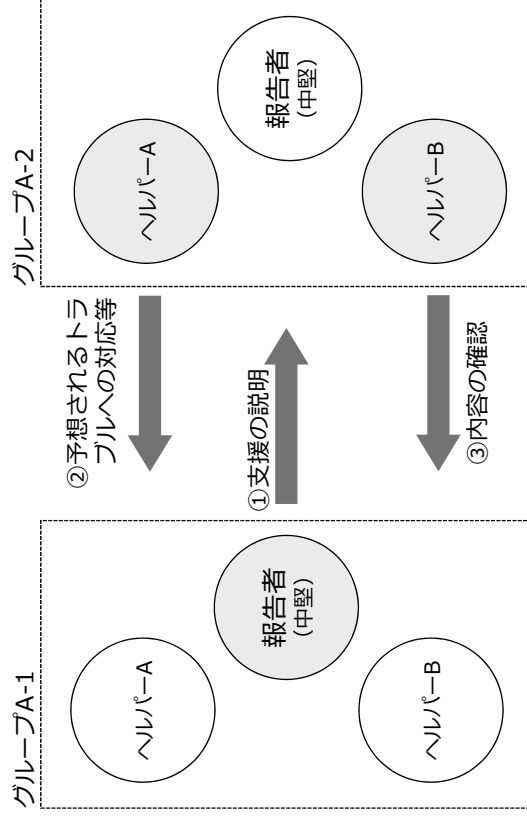 グループA-1
ヘルパーA
報告者
(中堅)
ヘルパーB
②予想されるトラ
ブルへの対応等
①支援の説明
③内容の確認
グループA-2
ヘルパーA
報告者
(中堅)
ヘルパーB